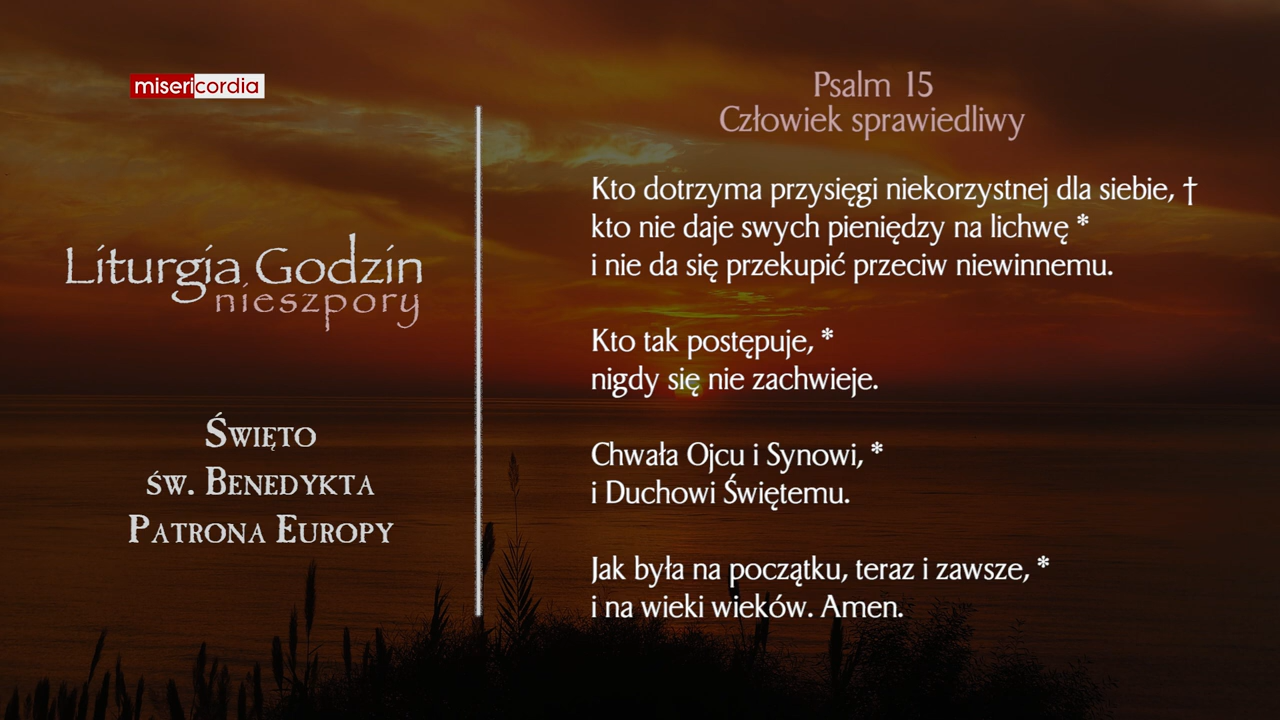 misericordia
Liturgia Godzin
nieszpory
Święto
św. Benedykta
Patrona Europy
Psalm 15
Człowiek sprawiedliwy
Kto dotrzyma przysięgi niekorzystnej dla siebie, †
kto nie daje swych pieniędzy na lichwę *
i nie da się przekupić przeciw niewinnemu.
Kto tak postępuje, *
nigdy się nie zachwieje.
Chwała Ojcu i Synowi, *
i Duchowi Świętemu.
Jak była na początku, teraz i zawsze, *
i na wieki wieków. Amen.